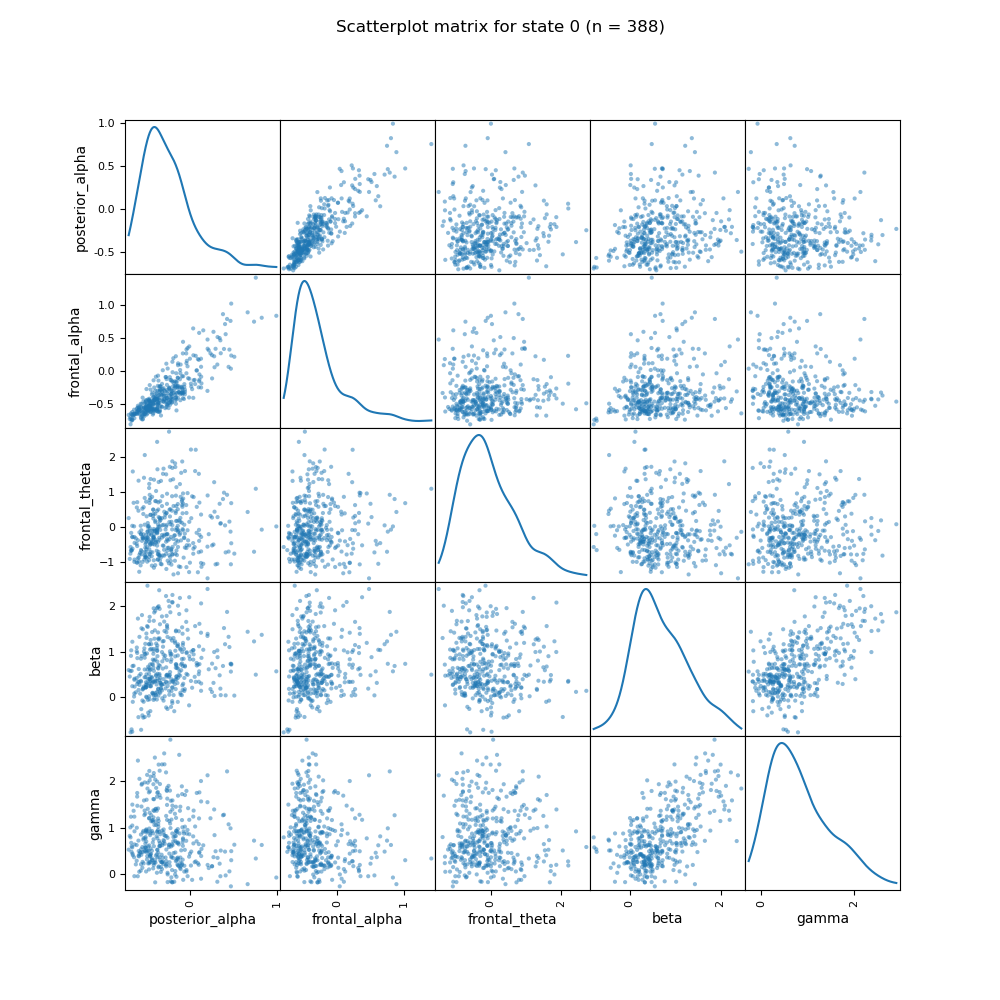 Scatterplot matrix for state 0 (n = 388)
1.0
0.5
0.0
−0.5
posterior_alpha
1.0
0.5
0.0
−0.5
frontal_alpha
2
1
0
−1
frontal_theta
2
1
0
beta
2
1
0
gamma
0 1 0 1 0 2 0 2 0 2
posterior_alpha frontal_alpha frontal_theta beta gamma